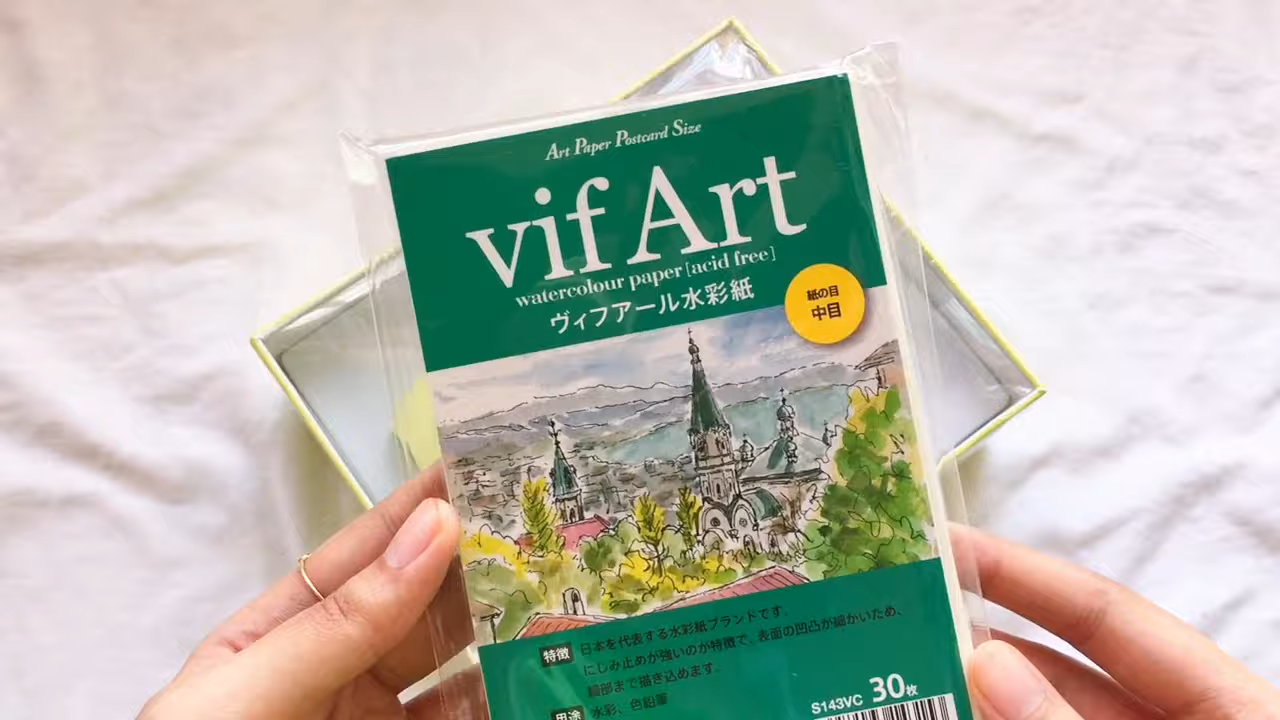 Art Paper Postcard Size
vif Art
watercolour paper [acid free]
ヴィフアール水彩紙
紙の目
中目
特徴 日本を代表する水彩紙ブランドです。
にじみ止めが強いのが特徴で、表面の凹凸が細かいため、
細部まで描き込めます。
用途 水彩、色鉛筆
S143VC 30枚